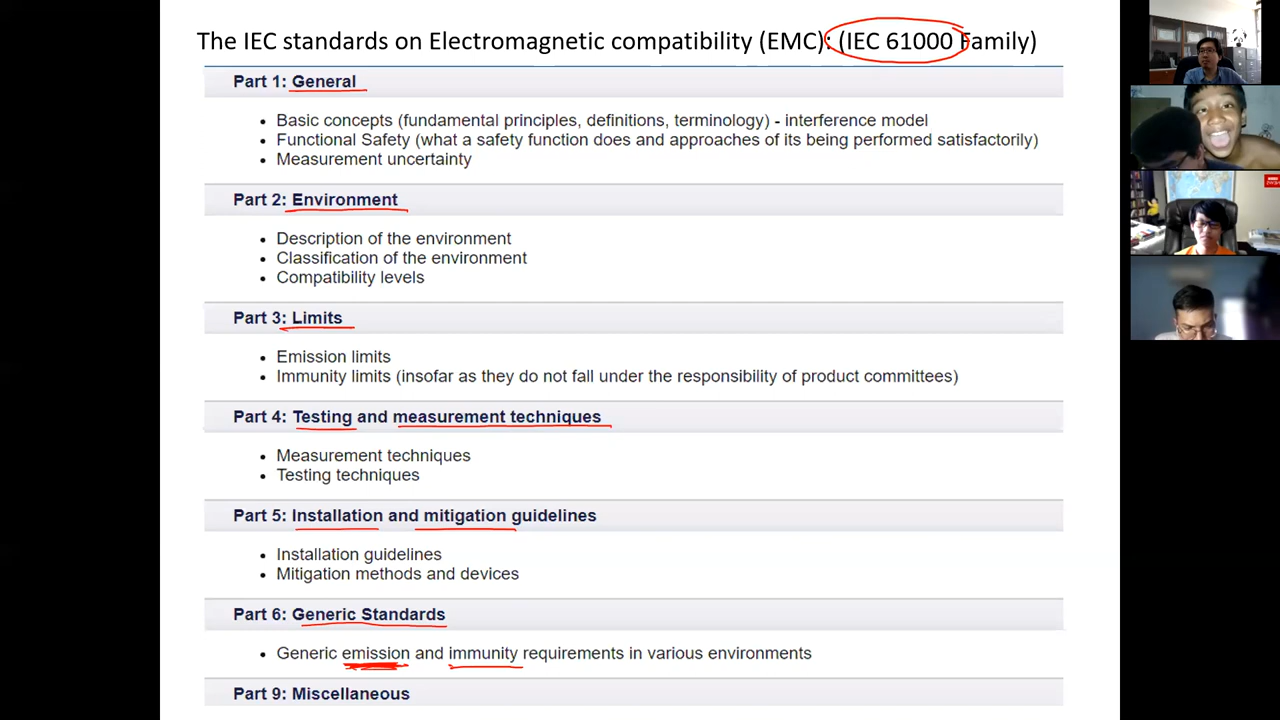 The IEC standards on Electromagnetic compatibility (EMC): (IEC 61000 Family)
Part 1: General
• Basic concepts (fundamental principles, definitions, terminology) - interference model
• Functional Safety (what a safety function does and approaches of its being performed satisfactorily)
• Measurement uncertainty
Part 2: Environment
• Description of the environment
• Classification of the environment
• Compatibility levels
Part 3: Limits
• Emission limits
• Immunity limits (insofar as they do not fall under the responsibility of product committees)
Part 4: Testing and measurement techniques
• Measurement techniques
• Testing techniques
Part 5: Installation and mitigation guidelines
• Installation guidelines
• Mitigation methods and devices
Part 6: Generic Standards
• Generic emission and immunity requirements in various environments
Part 9: Miscellaneous